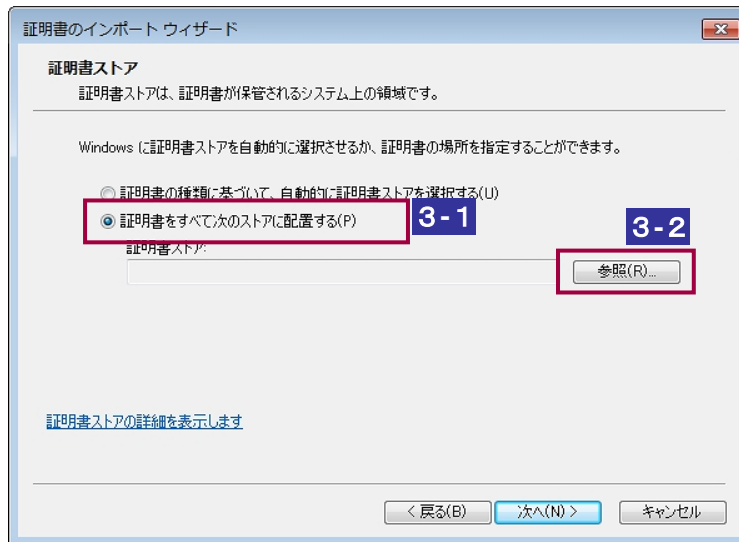 証明書のインポート ウィザード
証明書ストア
証明書ストアは、証明書が保管されるシステム上の領域です。
Windows に証明書ストアを自動的に選択させるか、証明書の場所を指定することができます。
証明書の種類に基づいて、自動的に証明書ストアを選択する(U)
証明書をすべて次のストアに配置する(P)
3-1
3-2
証明書ストア:
参照(R)...
証明書ストアの詳細を表示します
< 戻る(B)
次へ(N) >
キャンセル